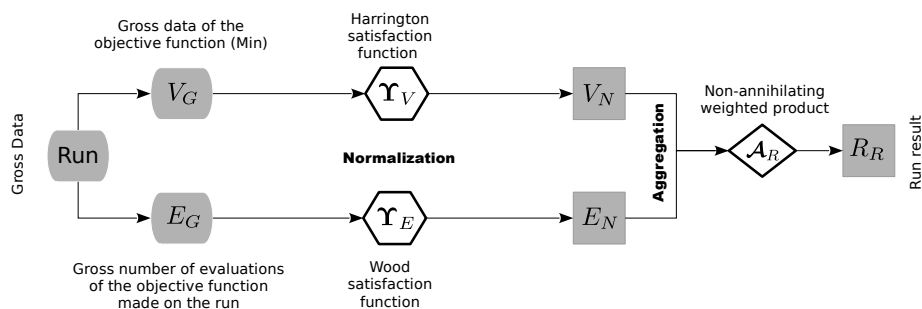 Gross data of the
objective function (Min)
Harrington
satisfaction
function
V_G
ϒ_V
V_N
Non-annihilating
weighted product
Gross Data
Run
Normalization
Aggregation
𝓐_R
R_R
Run result
E_G
ϒ_E
E_N
Gross number of evaluations
of the objective function
made on the run
Wood
satisfaction
function